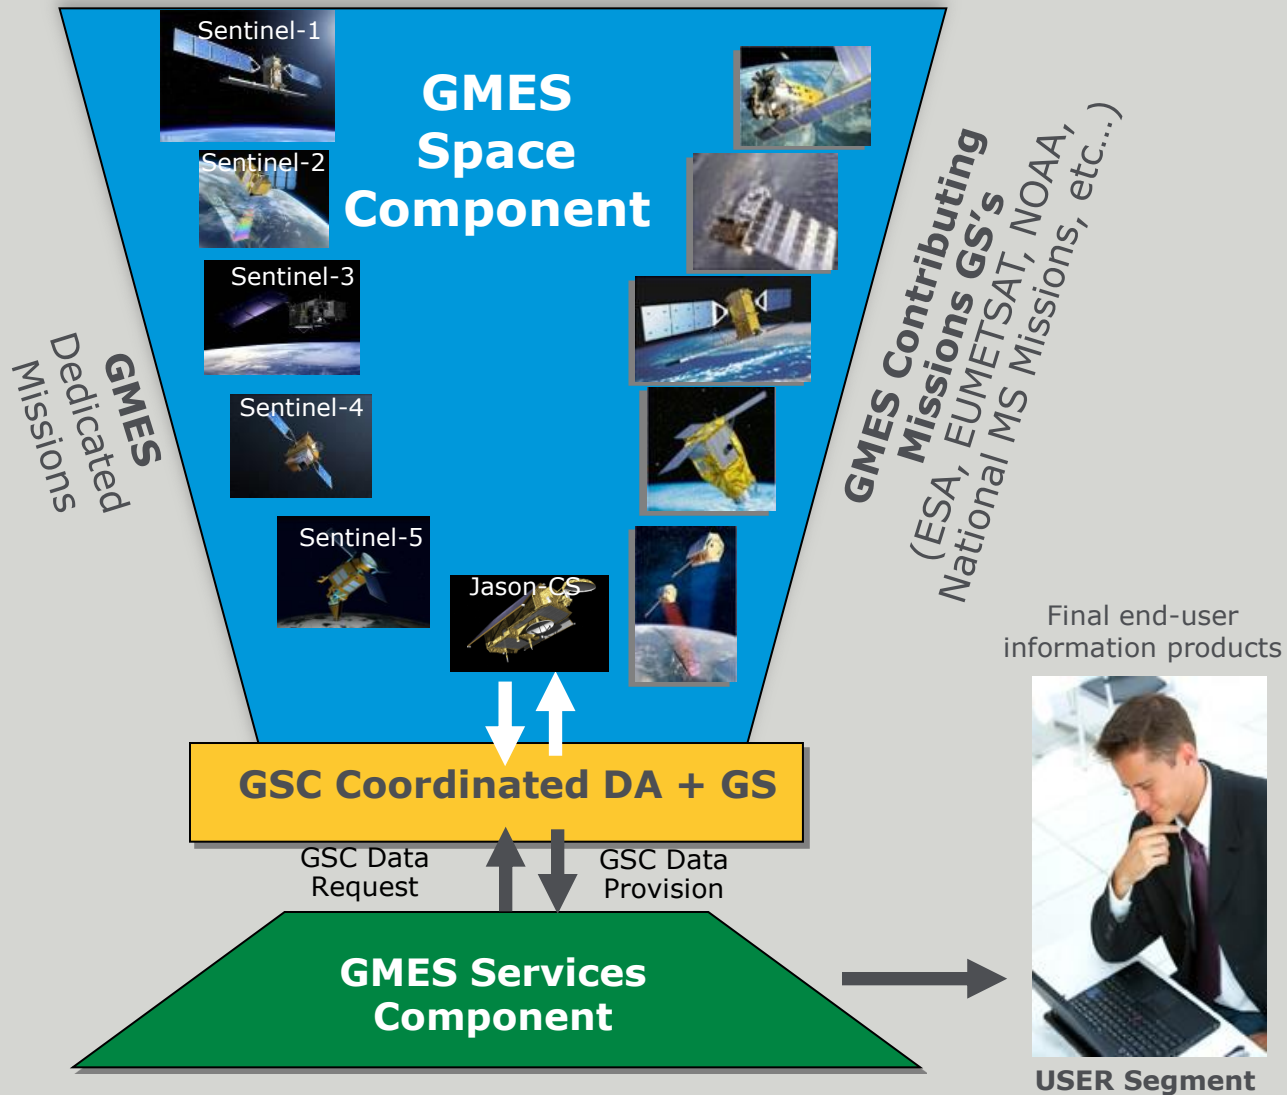 Sentinel-1
GMES
Space
Component
Sentinel-2
Sentinel-3
Sentinel-4
Sentinel-5
Jason-CS
GMES
Dedicated
Missions
GMES Contributing
Missions GS's
(ESA, EUMETSAT, NOAA,
National MS Missions, etc...)
GSC Coordinated DA + GS
GSC Data
Request
GSC Data
Provision
GMES Services
Component
Final end-user
information products
USER Segment